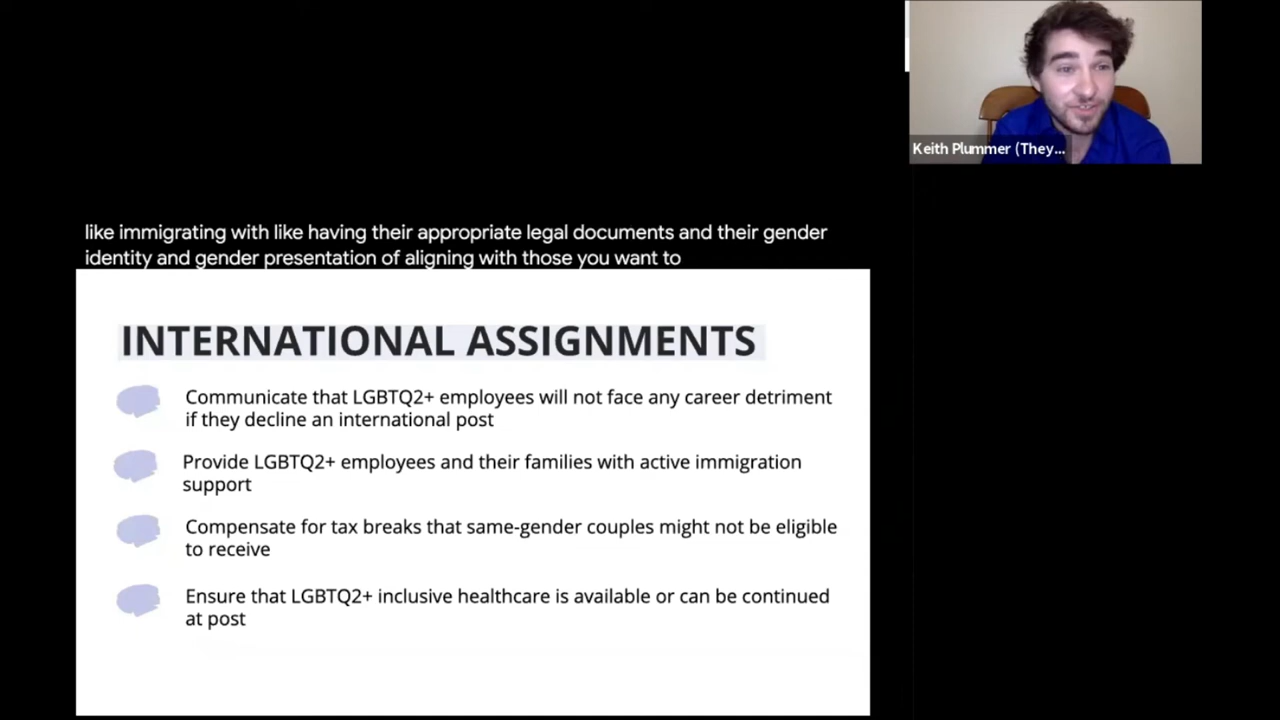 Keith Plummer (They...
like immigrating with like having their appropriate legal documents and their gender
identity and gender presentation of aligning with those you want to
INTERNATIONAL ASSIGNMENTS
Communicate that LGBTQ2+ employees will not face any career detriment
if they decline an international post
Provide LGBTQ2+ employees and their families with active immigration
support
Compensate for tax breaks that same-gender couples might not be eligible
to receive
Ensure that LGBTQ2+ inclusive healthcare is available or can be continued
at post